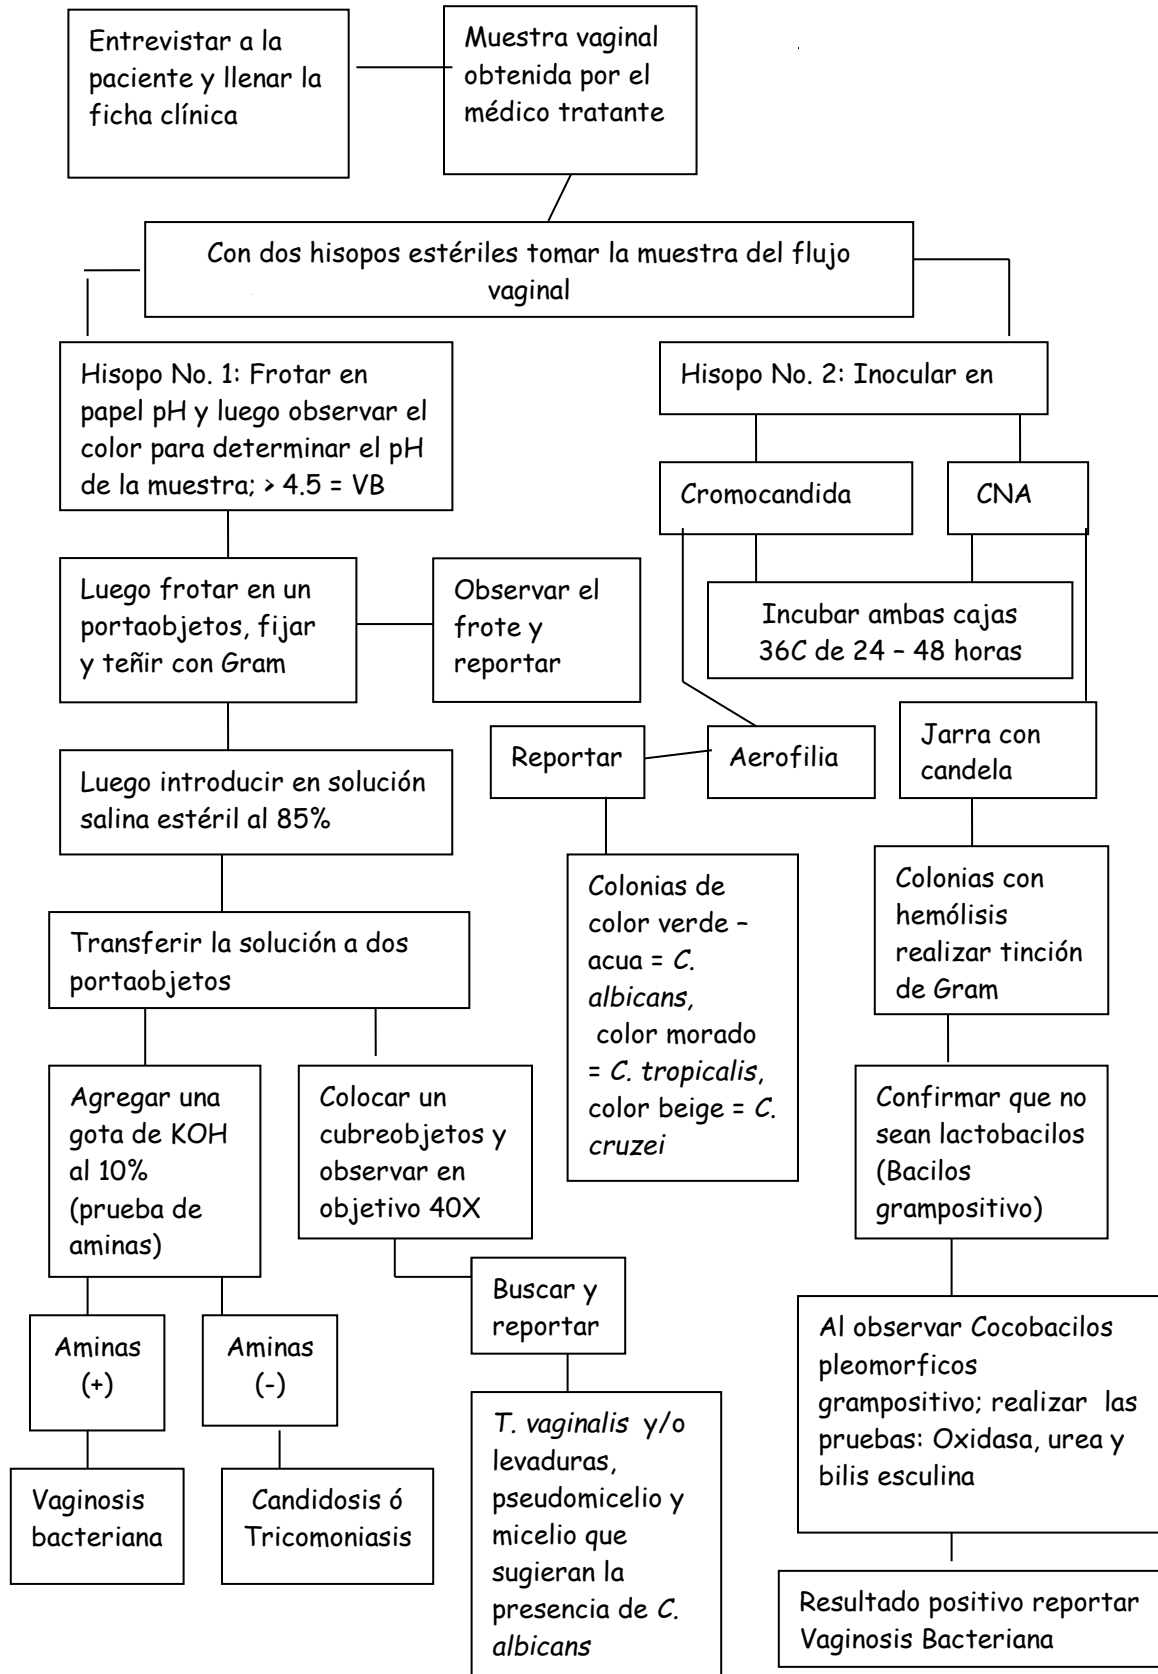 Entrevistar a la
paciente y llenar la
ficha clínica
Muestra vaginal
obtenida por el
médico tratante
Con dos hisopos estériles tomar la muestra del flujo
vaginal
Hisopo No. 1: Frotar en
papel pH y luego observar el
color para determinar el pH
de la muestra; > 4.5 = VB
Hisopo No. 2: Inocular en
Cromocandida
CNA
Luego frotar en un
portaobjetos, fijar
y teñir con Gram
Observar el
frote y
reportar
Incubar ambas cajas
36C de 24 – 48 horas
Luego introducir en solución
salina estéril al 85%
Reportar
Aerofilia
Jarra con
candela
Transferir la solución a dos
portaobjetos
Colonias de
color verde –
acua = C.
albicans,
color morado
= C. tropicalis,
color beige = C.
cruzei
Colonias con
hemólisis
realizar tinción
de Gram
Agregar una
gota de KOH
al 10%
(prueba de
aminas)
Colocar un
cubreobjetos y
observar en
objetivo 40X
Confirmar que no
sean lactobacilos
(Bacilos
grampositivo)
Aminas
(+)
Aminas
(-)
Buscar y
reportar
Al observar Cocobacilos
pleomorficos
grampositivo; realizar las
pruebas: Oxidasa, urea y
bilis esculina
Vaginosis
bacteriana
Candidosis ó
Tricomoniasis
T. vaginalis y/o
levaduras,
pseudomicelio y
micelio que
sugieran la
presencia de C.
albicans
Resultado positivo reportar
Vaginosis Bacteriana